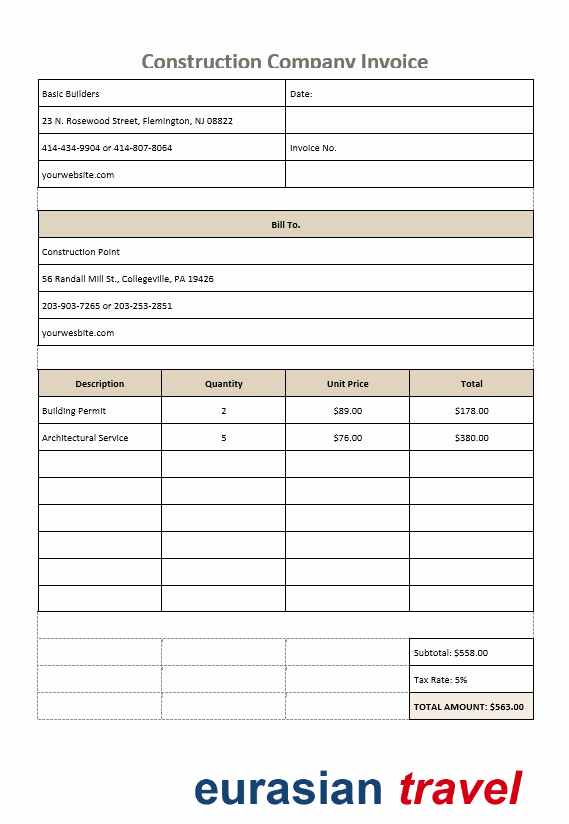 Construction Company Invoice
Basic Builders Date:
23 N. Rosewood Street, Flemington, NJ 08822
414-434-9904 or 414-807-8064 Invoice No.
yourwebsite.com
Bill To.
Construction Point
56 Randall Mill St., Collegeville, PA 19426
203-903-7265 or 203-253-2851
yourwesbite.com
Description Quantity Unit Price Total
Building Permit 2 $89.00 $178.00
Architectural Service 5 $76.00 $380.00
Subtotal: $558.00
Tax Rate: 5%
TOTAL AMOUNT: $563.00
eurasian travel